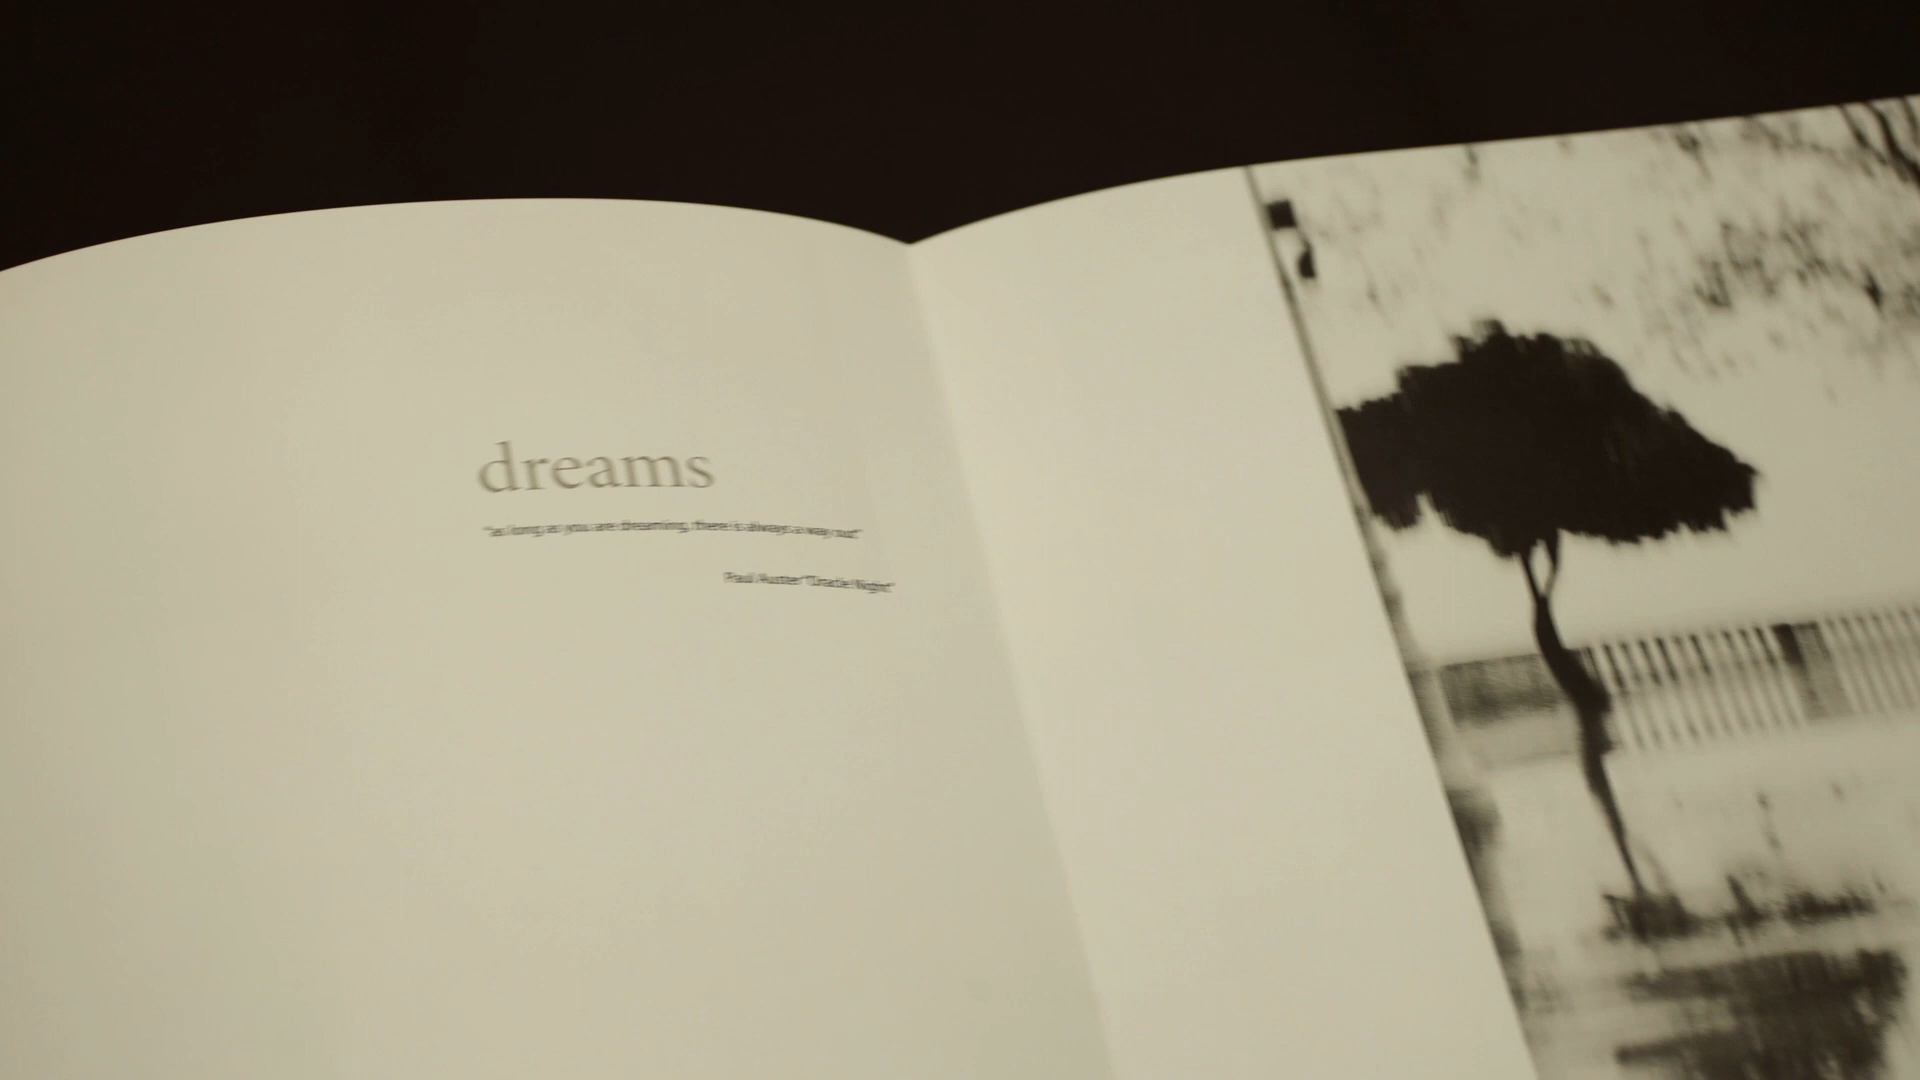 dreams
"as long as you are dreaming, there is always a way out"
Paul Auster "Oracle Night"